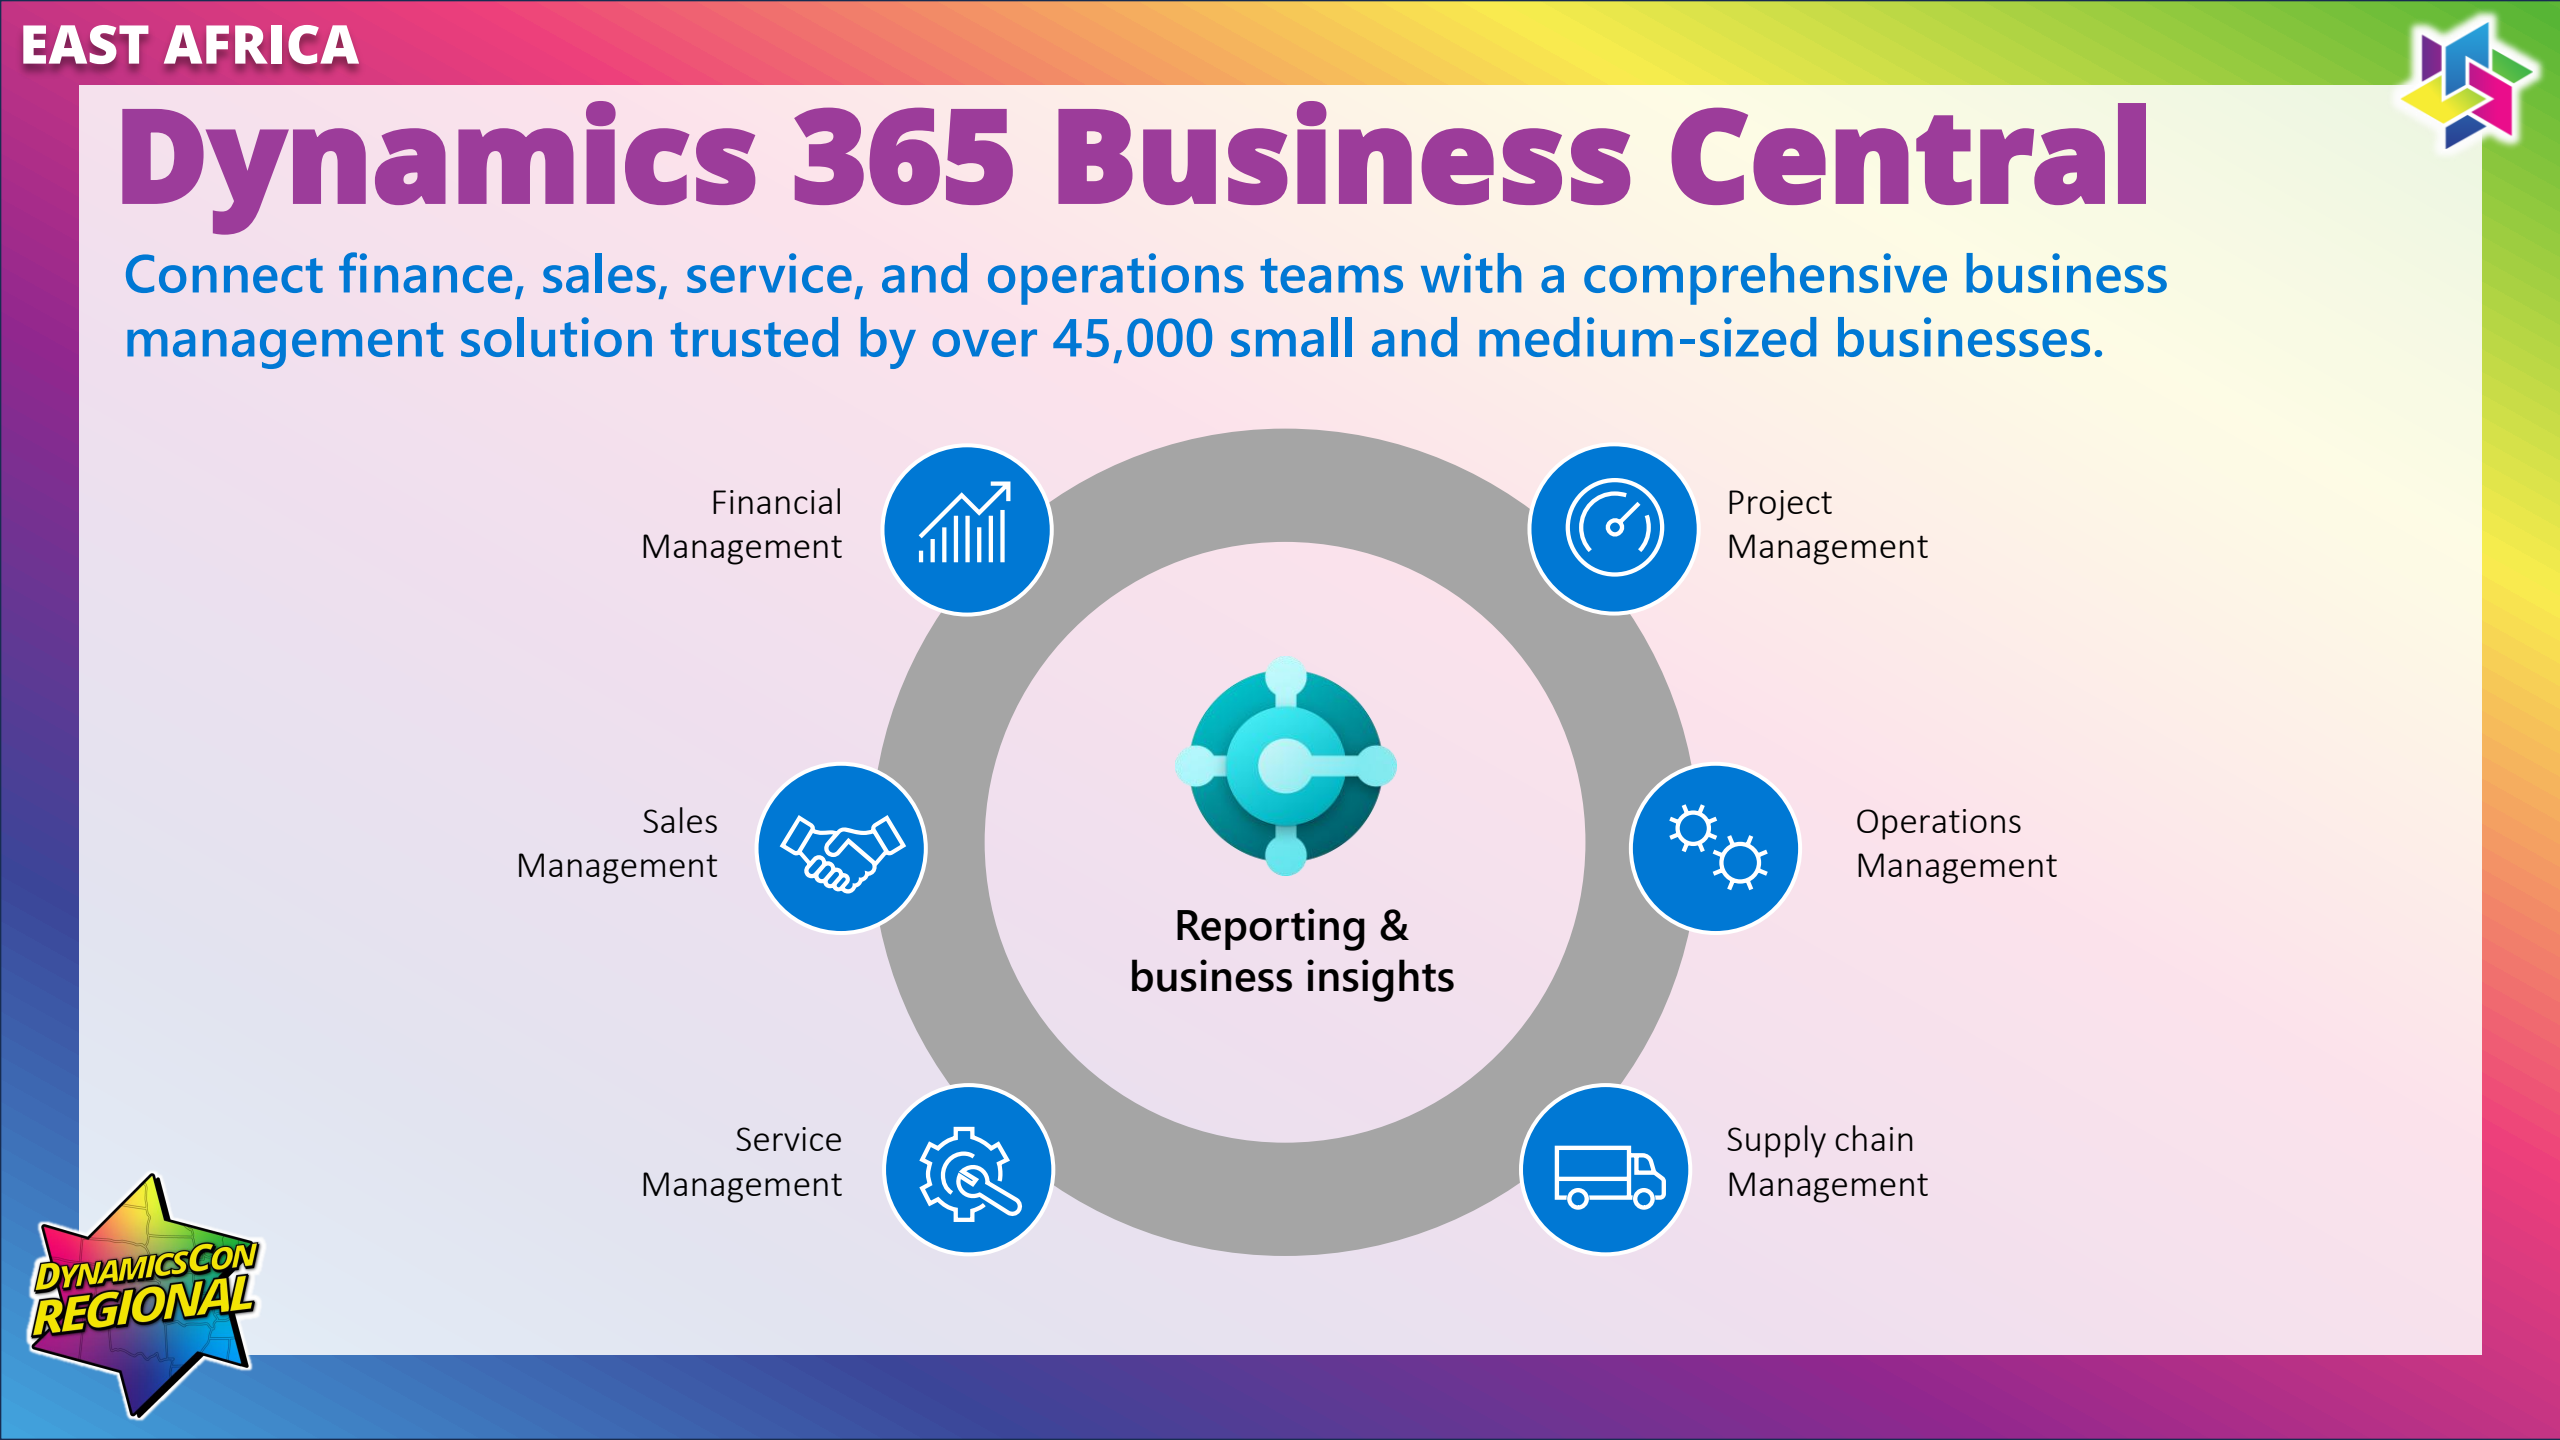 EAST AFRICA
Dynamics 365 Business Central
Connect finance, sales, service, and operations teams with a comprehensive business
management solution trusted by over 45,000 small and medium-sized businesses.
Financial
Management
Project
Management
Sales
Management
Operations
Management
Reporting &
business insights
Service
Management
Supply chain
Management
DYNAMICSCON
REGIONAL